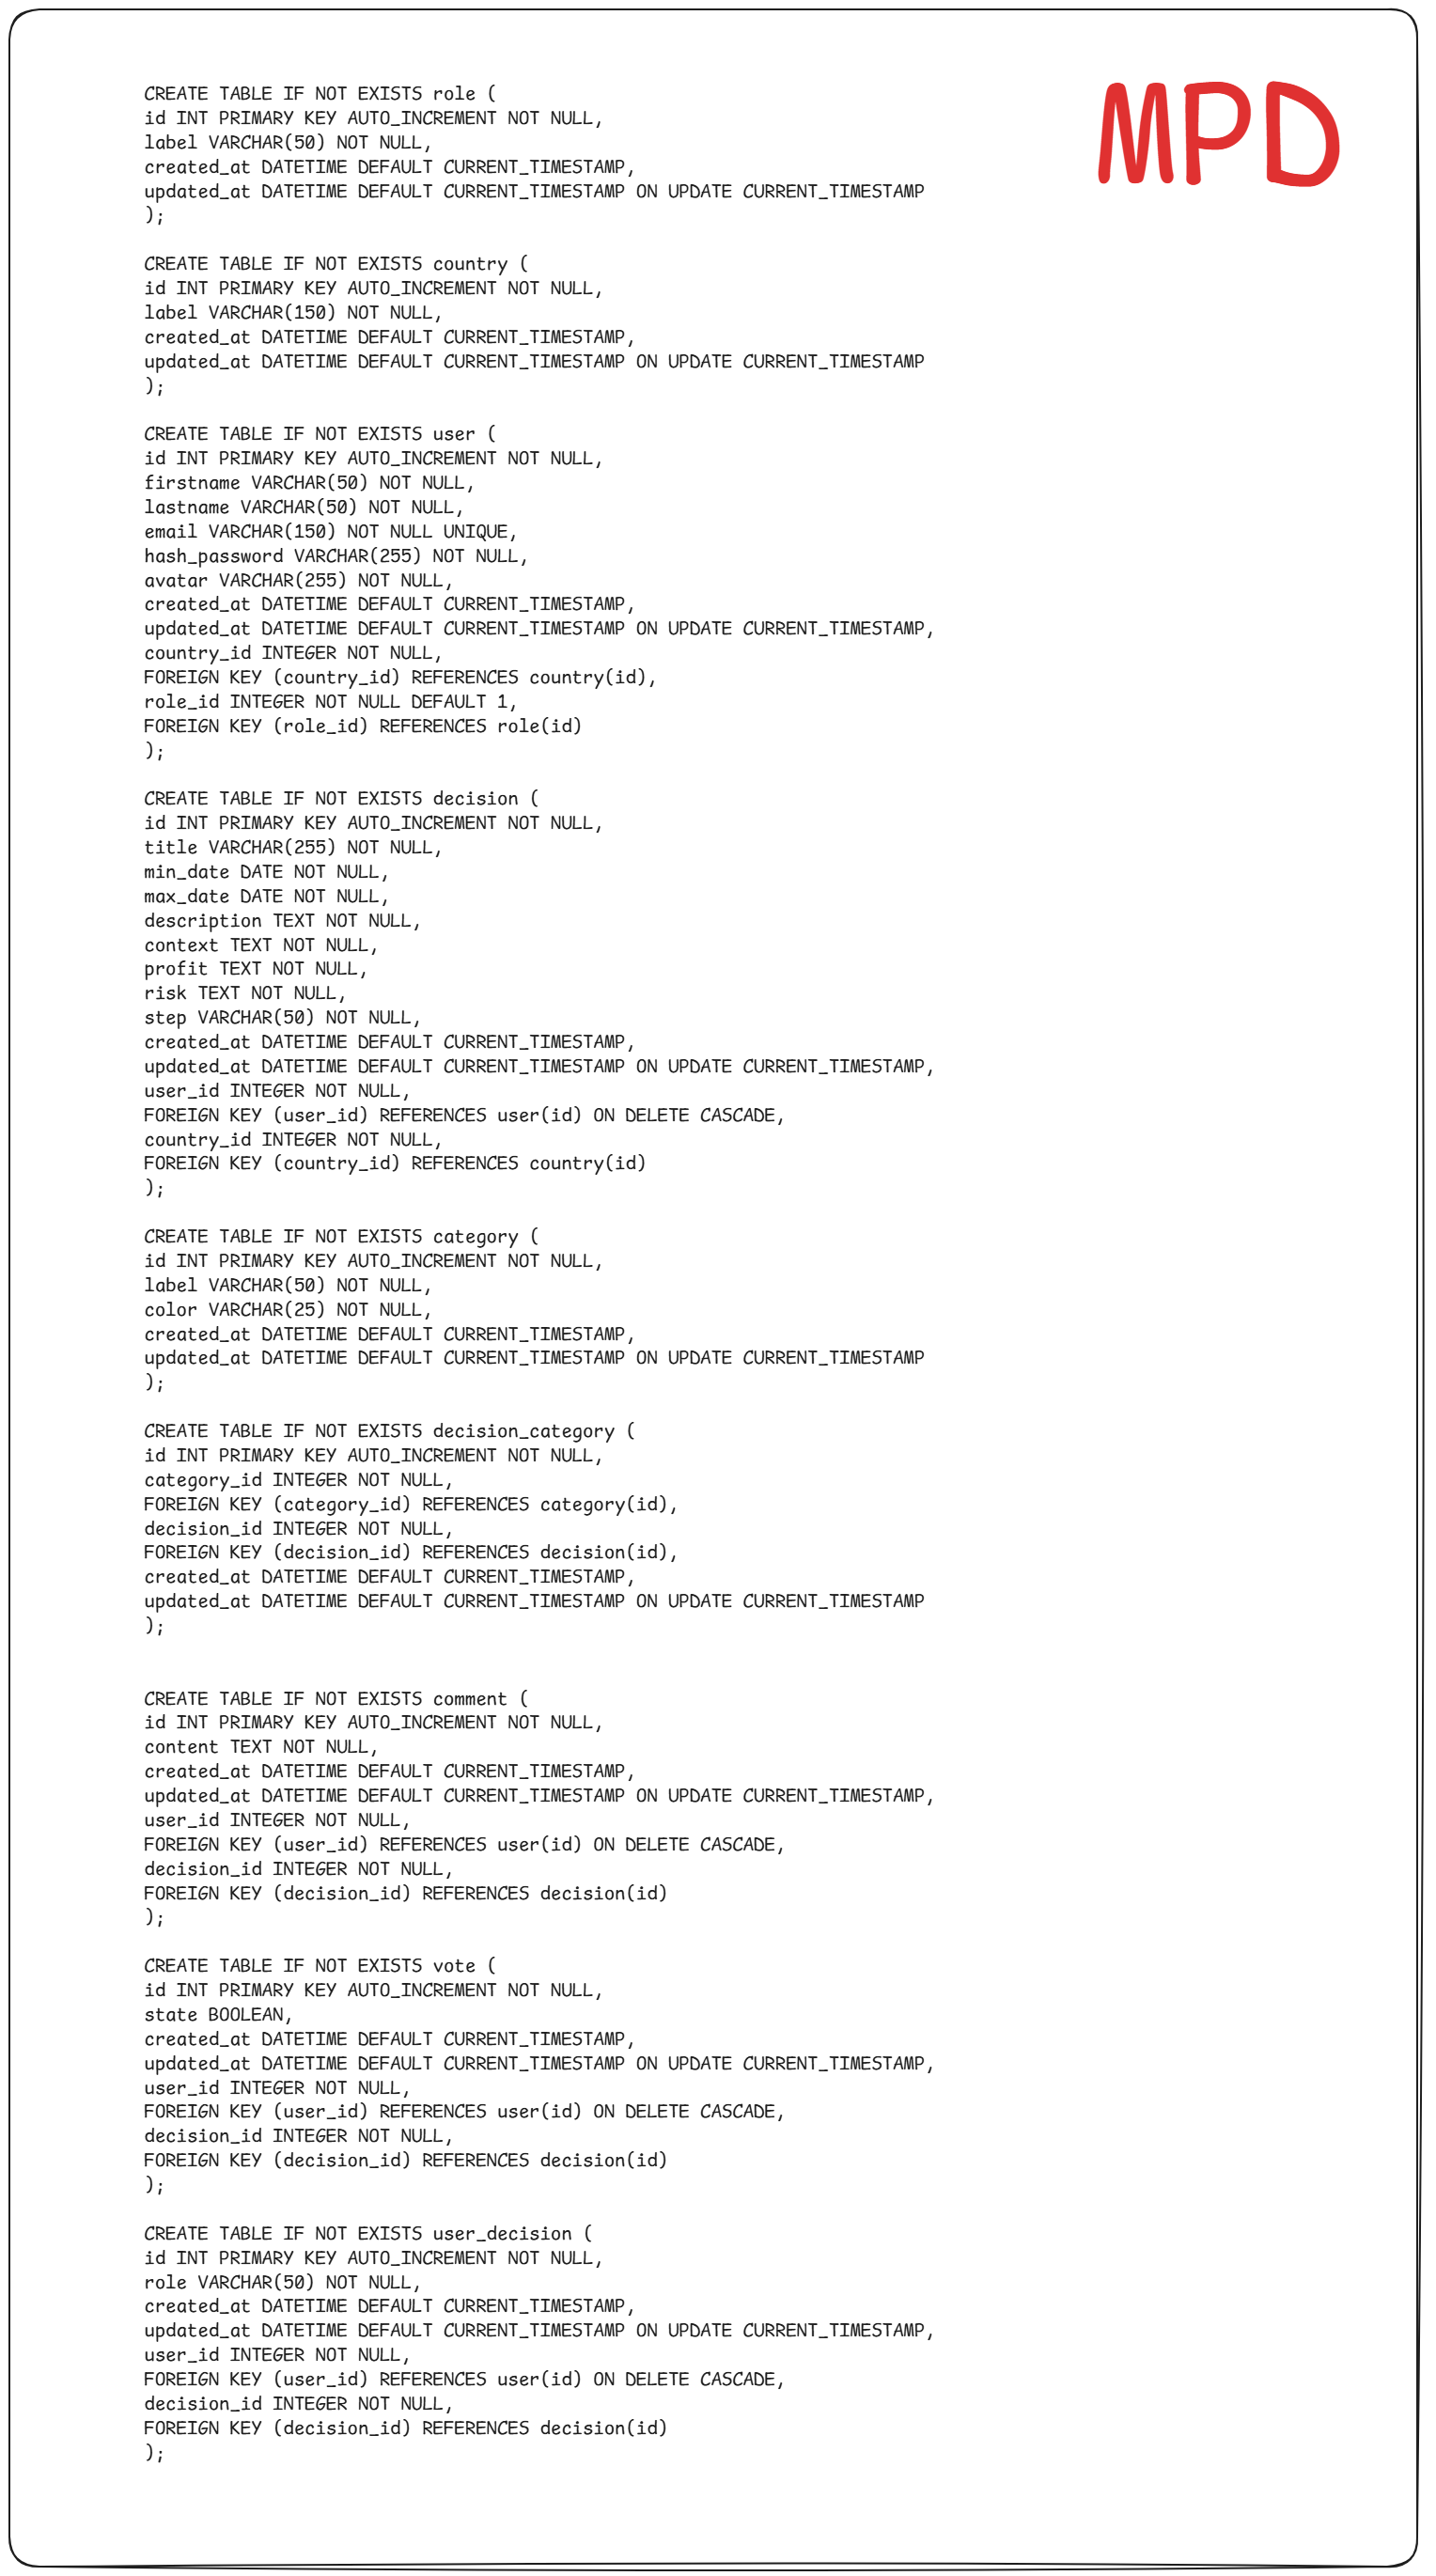 MPD
CREATE TABLE IF NOT EXISTS role (
id INT PRIMARY KEY AUTO_INCREMENT NOT NULL,
label VARCHAR(50) NOT NULL,
created_at DATETIME DEFAULT CURRENT_TIMESTAMP,
updated_at DATETIME DEFAULT CURRENT_TIMESTAMP ON UPDATE CURRENT_TIMESTAMP
);
CREATE TABLE IF NOT EXISTS country (
id INT PRIMARY KEY AUTO_INCREMENT NOT NULL,
label VARCHAR(150) NOT NULL,
created_at DATETIME DEFAULT CURRENT_TIMESTAMP,
updated_at DATETIME DEFAULT CURRENT_TIMESTAMP ON UPDATE CURRENT_TIMESTAMP
);
CREATE TABLE IF NOT EXISTS user (
id INT PRIMARY KEY AUTO_INCREMENT NOT NULL,
firstname VARCHAR(50) NOT NULL,
lastname VARCHAR(50) NOT NULL,
email VARCHAR(150) NOT NULL UNIQUE,
hash_password VARCHAR(255) NOT NULL,
avatar VARCHAR(255) NOT NULL,
created_at DATETIME DEFAULT CURRENT_TIMESTAMP,
updated_at DATETIME DEFAULT CURRENT_TIMESTAMP ON UPDATE CURRENT_TIMESTAMP,
country_id INTEGER NOT NULL,
FOREIGN KEY (country_id) REFERENCES country(id),
role_id INTEGER NOT NULL DEFAULT 1,
FOREIGN KEY (role_id) REFERENCES role(id)
);
CREATE TABLE IF NOT EXISTS decision (
id INT PRIMARY KEY AUTO_INCREMENT NOT NULL,
title VARCHAR(255) NOT NULL,
min_date DATE NOT NULL,
max_date DATE NOT NULL,
description TEXT NOT NULL,
context TEXT NOT NULL,
profit TEXT NOT NULL,
risk TEXT NOT NULL,
step VARCHAR(50) NOT NULL,
created_at DATETIME DEFAULT CURRENT_TIMESTAMP,
updated_at DATETIME DEFAULT CURRENT_TIMESTAMP ON UPDATE CURRENT_TIMESTAMP,
user_id INTEGER NOT NULL,
FOREIGN KEY (user_id) REFERENCES user(id) ON DELETE CASCADE,
country_id INTEGER NOT NULL,
FOREIGN KEY (country_id) REFERENCES country(id)
);
CREATE TABLE IF NOT EXISTS category (
id INT PRIMARY KEY AUTO_INCREMENT NOT NULL,
label VARCHAR(50) NOT NULL,
color VARCHAR(25) NOT NULL,
created_at DATETIME DEFAULT CURRENT_TIMESTAMP,
updated_at DATETIME DEFAULT CURRENT_TIMESTAMP ON UPDATE CURRENT_TIMESTAMP
);
CREATE TABLE IF NOT EXISTS decision_category (
id INT PRIMARY KEY AUTO_INCREMENT NOT NULL,
category_id INTEGER NOT NULL,
FOREIGN KEY (category_id) REFERENCES category(id),
decision_id INTEGER NOT NULL,
FOREIGN KEY (decision_id) REFERENCES decision(id),
created_at DATETIME DEFAULT CURRENT_TIMESTAMP,
updated_at DATETIME DEFAULT CURRENT_TIMESTAMP ON UPDATE CURRENT_TIMESTAMP
);
CREATE TABLE IF NOT EXISTS comment (
id INT PRIMARY KEY AUTO_INCREMENT NOT NULL,
content TEXT NOT NULL,
created_at DATETIME DEFAULT CURRENT_TIMESTAMP,
updated_at DATETIME DEFAULT CURRENT_TIMESTAMP ON UPDATE CURRENT_TIMESTAMP,
user_id INTEGER NOT NULL,
FOREIGN KEY (user_id) REFERENCES user(id) ON DELETE CASCADE,
decision_id INTEGER NOT NULL,
FOREIGN KEY (decision_id) REFERENCES decision(id)
);
CREATE TABLE IF NOT EXISTS vote (
id INT PRIMARY KEY AUTO_INCREMENT NOT NULL,
state BOOLEAN,
created_at DATETIME DEFAULT CURRENT_TIMESTAMP,
updated_at DATETIME DEFAULT CURRENT_TIMESTAMP ON UPDATE CURRENT_TIMESTAMP,
user_id INTEGER NOT NULL,
FOREIGN KEY (user_id) REFERENCES user(id) ON DELETE CASCADE,
decision_id INTEGER NOT NULL,
FOREIGN KEY (decision_id) REFERENCES decision(id)
);
CREATE TABLE IF NOT EXISTS user_decision (
id INT PRIMARY KEY AUTO_INCREMENT NOT NULL,
role VARCHAR(50) NOT NULL,
created_at DATETIME DEFAULT CURRENT_TIMESTAMP,
updated_at DATETIME DEFAULT CURRENT_TIMESTAMP ON UPDATE CURRENT_TIMESTAMP,
user_id INTEGER NOT NULL,
FOREIGN KEY (user_id) REFERENCES user(id) ON DELETE CASCADE,
decision_id INTEGER NOT NULL,
FOREIGN KEY (decision_id) REFERENCES decision(id)
);